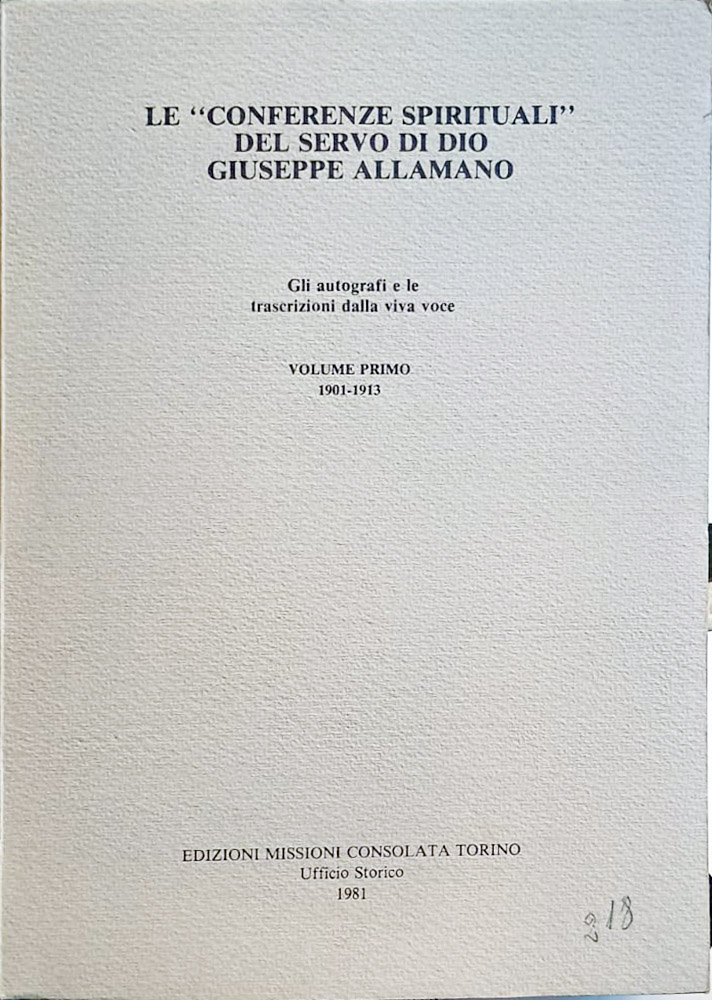 LE “CONFERENZE SPIRITUALI”
DEL SERVO DI DIO
GIUSEPPE ALLAMANO
Gli autografi e le
trascrizioni dalla viva voce
VOLUME PRIMO
1901-1913
EDIZIONI MISSIONI CONSOLATA TORINO
Ufficio Storico
1981
218